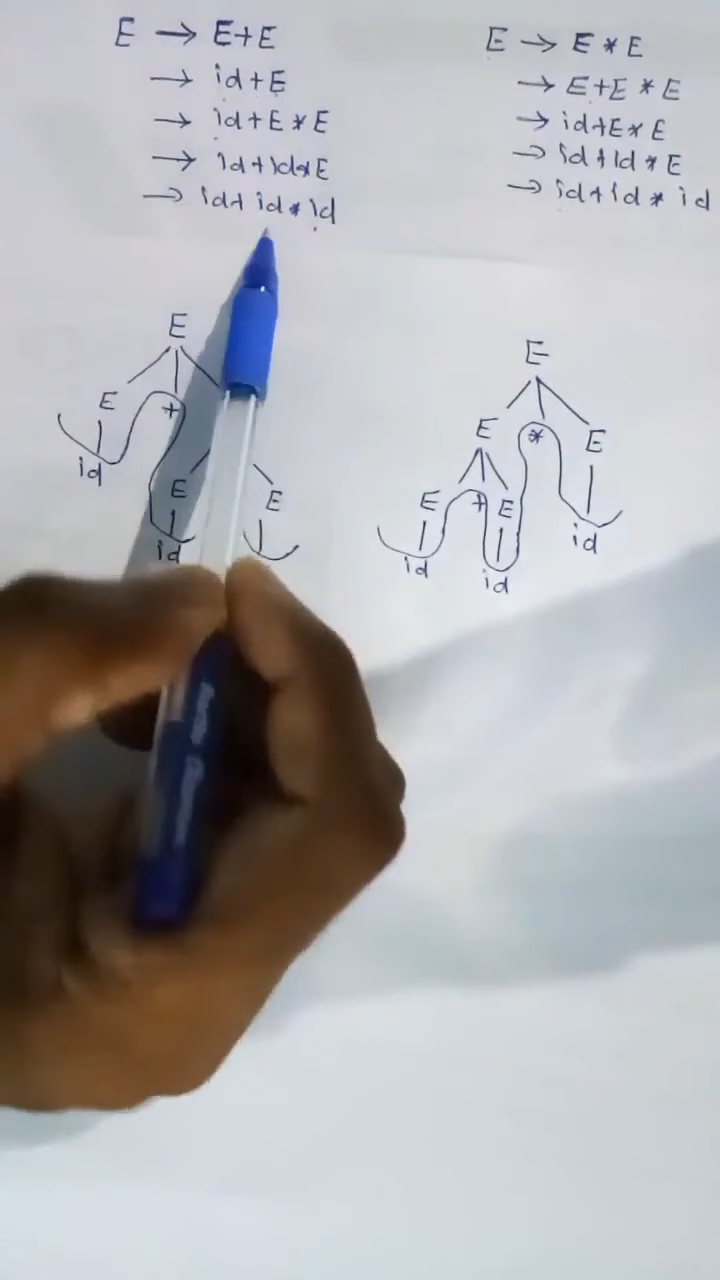 E → E+E
→ id+E
→ id+E*E
→ id+id*E
→ id+id*id
E → E*E
→ E+E*E
→ id+E*E
→ id+id*E
→ id+id*id
E
E +
id
E E
id
E
E * E
E + E
id id id